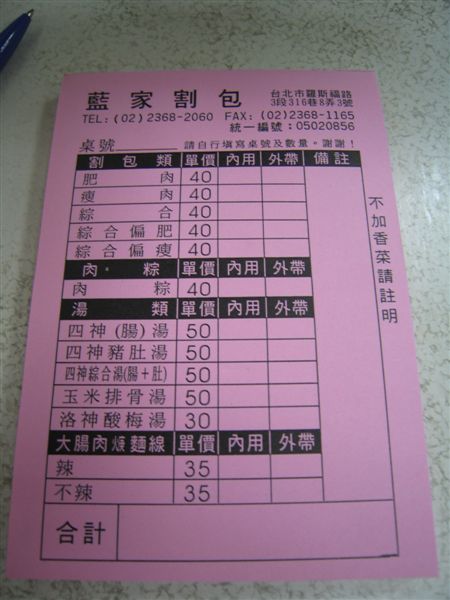 藍家割包
台北市羅斯福路
3段316巷8弄3號
TEL:(02)2368-2060 FAX:(02)2368-1165
統一編號:05020856
桌號 請自行填寫桌號及數量。謝謝!
割包類 單價 內用 外帶 備註
肥肉 40
瘦肉 40
綜合 40
綜合偏肥 40
綜合偏瘦 40
肉粽 單價 內用 外帶
肉粽 40
湯類 單價 內用 外帶
四神(腸)湯 50
四神豬肚湯 50
四神綜合湯(腸+肚) 50
玉米排骨湯 50
洛神酸梅湯 30
大腸肉焿麵線 單價 內用 外帶
辣 35
不辣 35
合計
不加香菜請註明